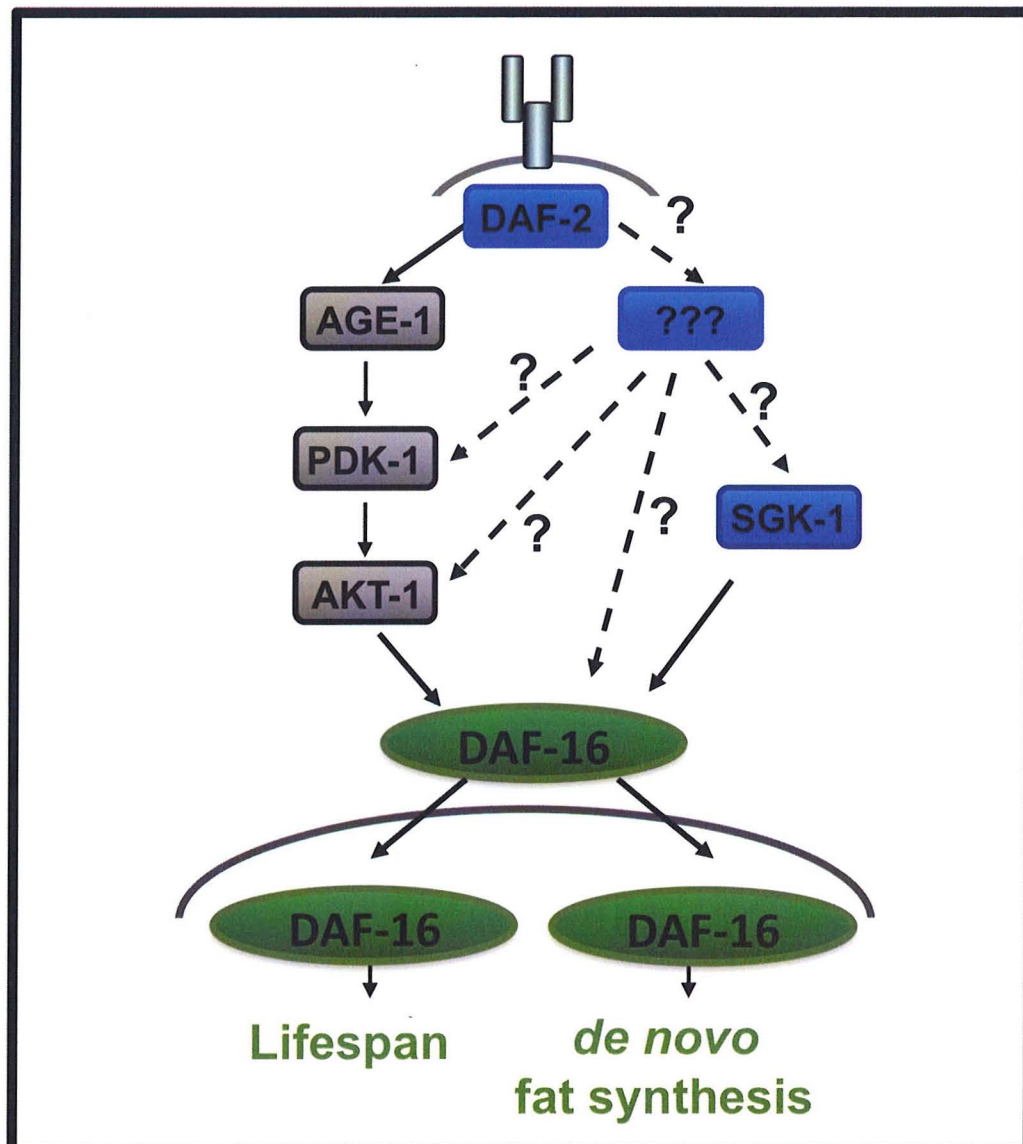 DAF-2
?
AGE-1
???
?
?
PDK-1
SGK-1
?
?
AKT-1
DAF-16
DAF-16
DAF-16
Lifespan
de novo
fat synthesis